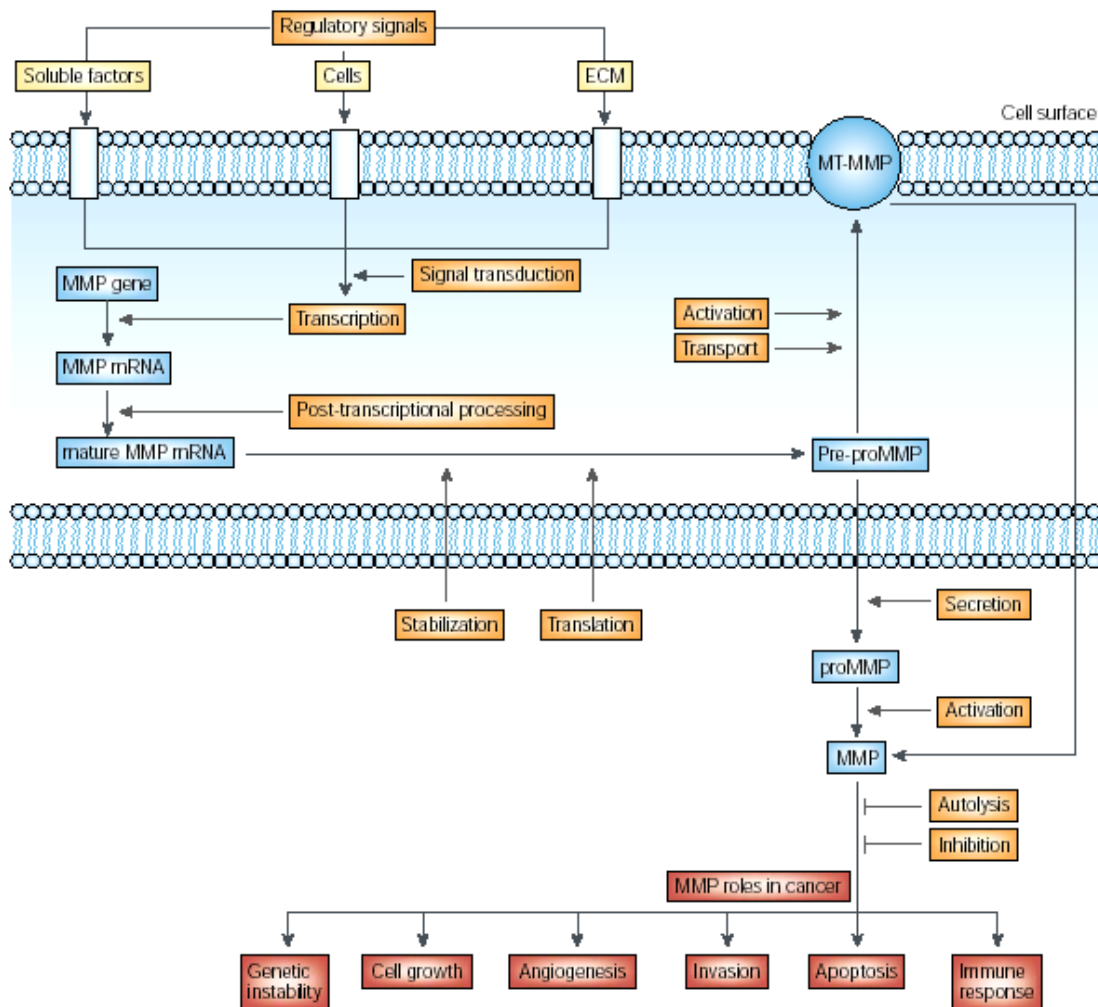 Regulatory signals
Soluble factors
Cells
ECM
Cell surface
MT-MMP
Signal transduction
MMP gene
Transcription
Activation
Transport
MMP mRNA
Post-transcriptional processing
mature MMP mRNA
Pre-proMMP
Stabilization
Translation
Secretion
proMMP
Activation
MMP
Autolysis
Inhibition
MMP roles in cancer
Genetic
instability
Cell growth
Angiogenesis
Invasion
Apoptosis
Immune
response